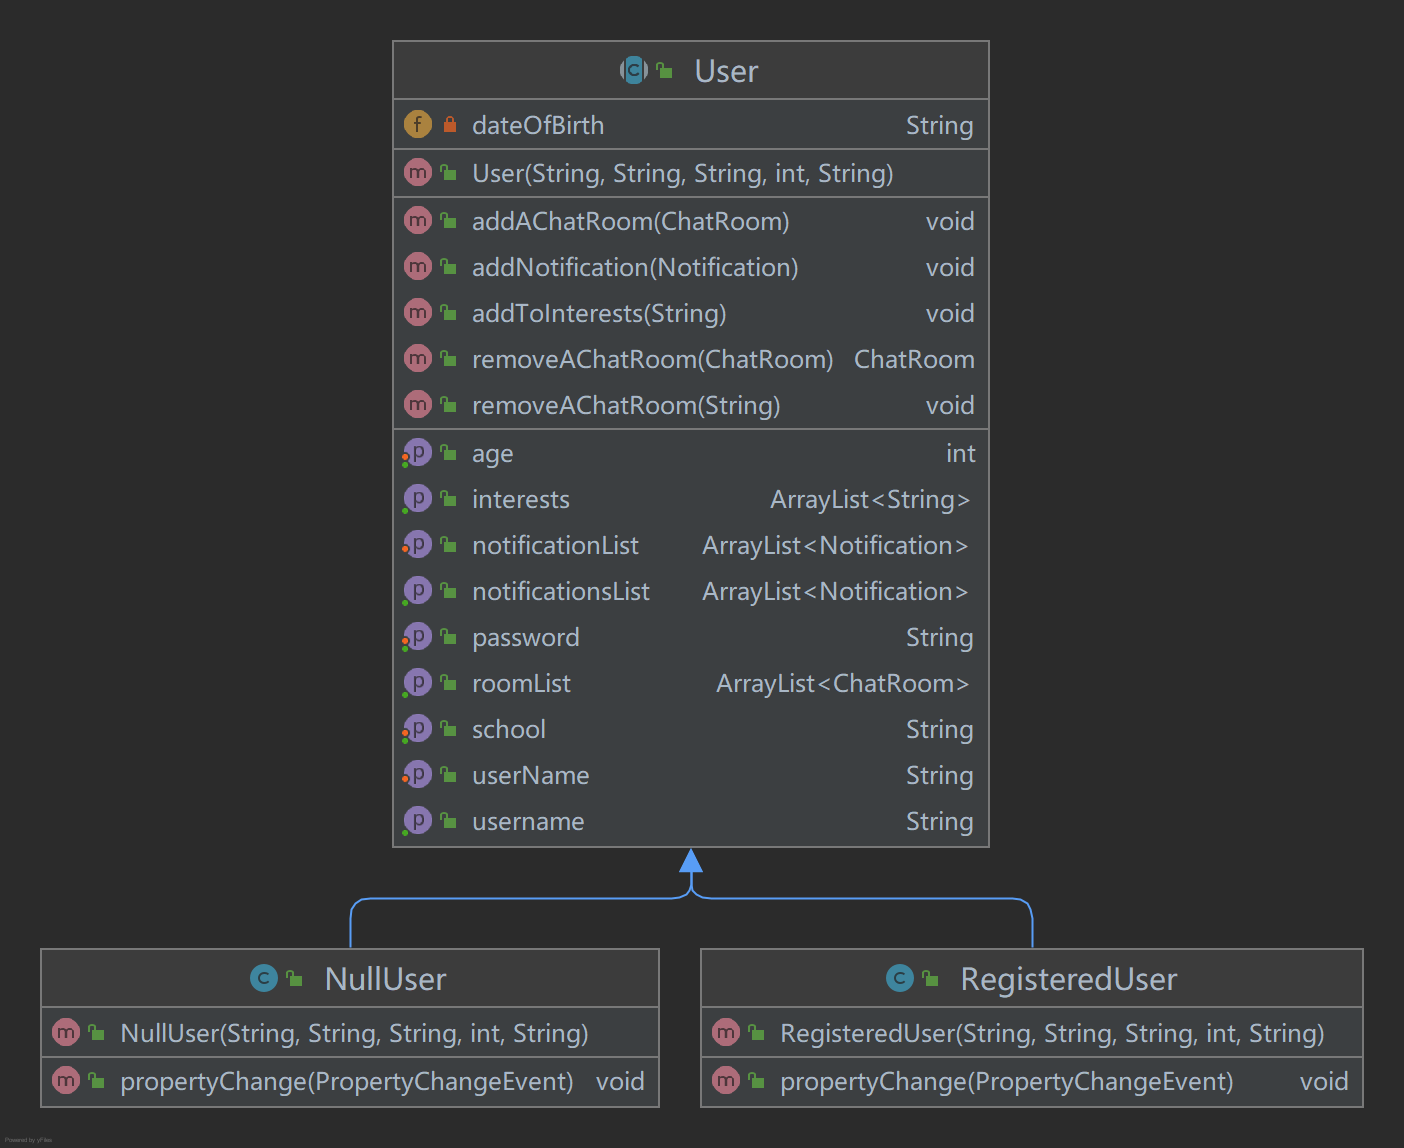 User
dateOfBirth String
User(String, String, String, int, String)
addAChatRoom(ChatRoom) void
addNotification(Notification) void
addToInterests(String) void
removeAChatRoom(ChatRoom) ChatRoom
removeAChatRoom(String) void
age int
interests ArrayList<String>
notificationList ArrayList<Notification>
notificationsList ArrayList<Notification>
password String
roomList ArrayList<ChatRoom>
school String
userName String
username String
NullUser
NullUser(String, String, String, int, String)
propertyChange(PropertyChangeEvent) void
RegisteredUser
RegisteredUser(String, String, String, int, String)
propertyChange(PropertyChangeEvent) void
Powered by yFiles